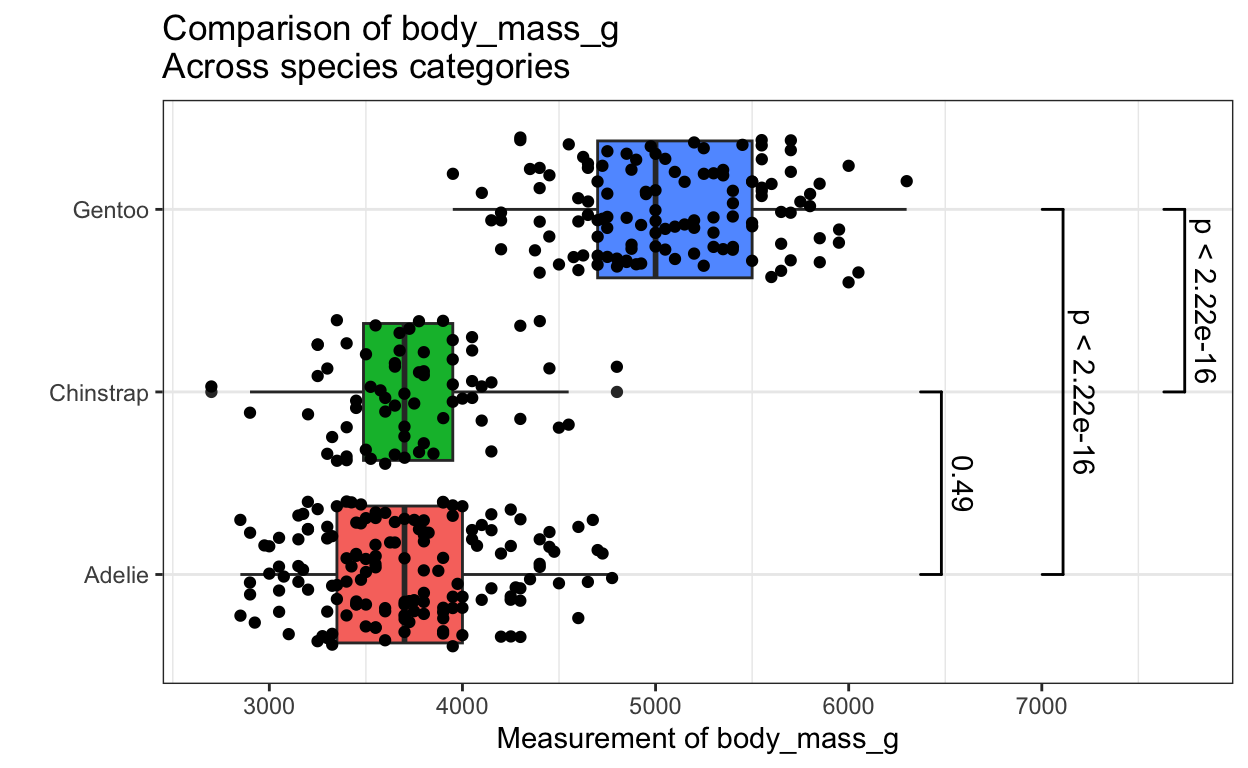 Comparison of body_mass_g
Across species categories
Gentoo
Chinstrap
Adelie
p < 2.22e-16
p < 2.22e-16
0.49
3000
4000
5000
6000
7000
Measurement of body_mass_g